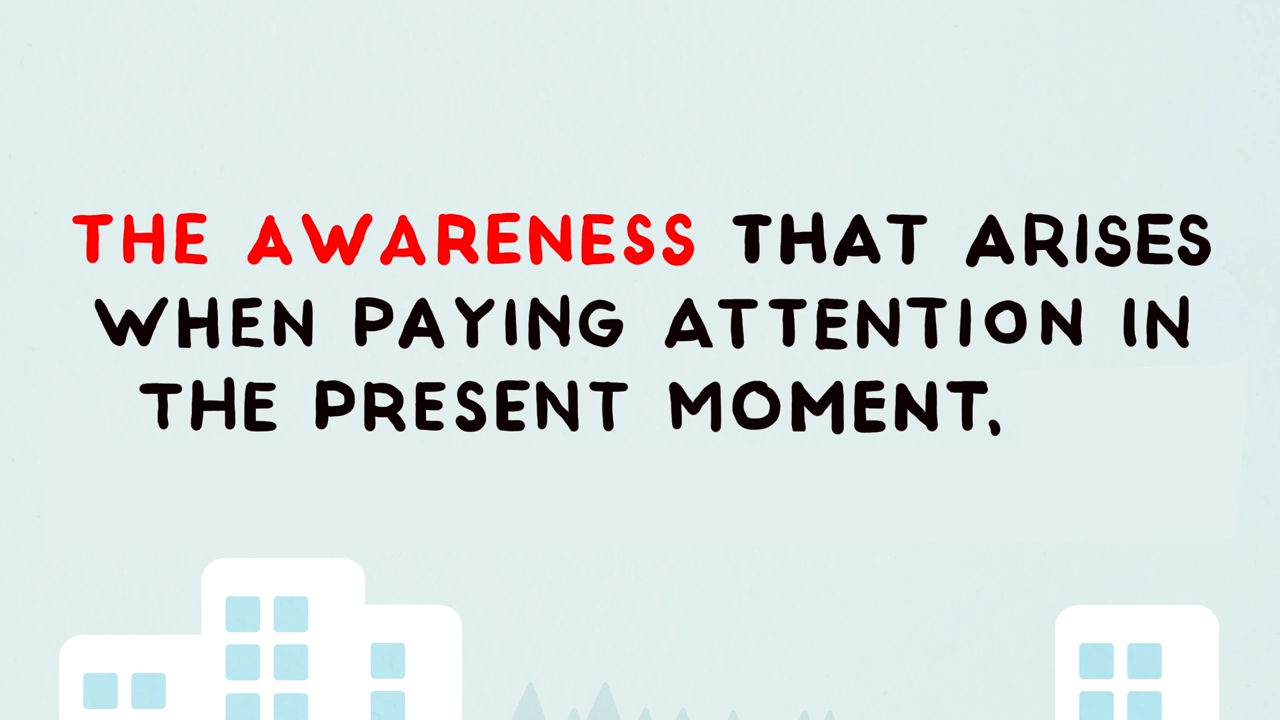 THE AWARENESS THAT ARISES
WHEN PAYING ATTENTION IN
THE PRESENT MOMENT,